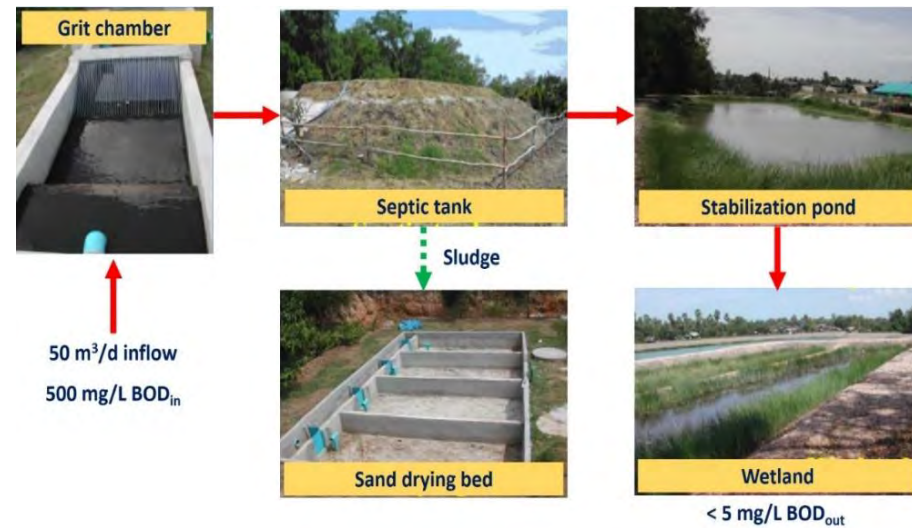 Grit chamber
Septic tank
Stabilization pond
Sludge
50 m³/d inflow
500 mg/L BODin
Sand drying bed
Wetland
< 5 mg/L BODout